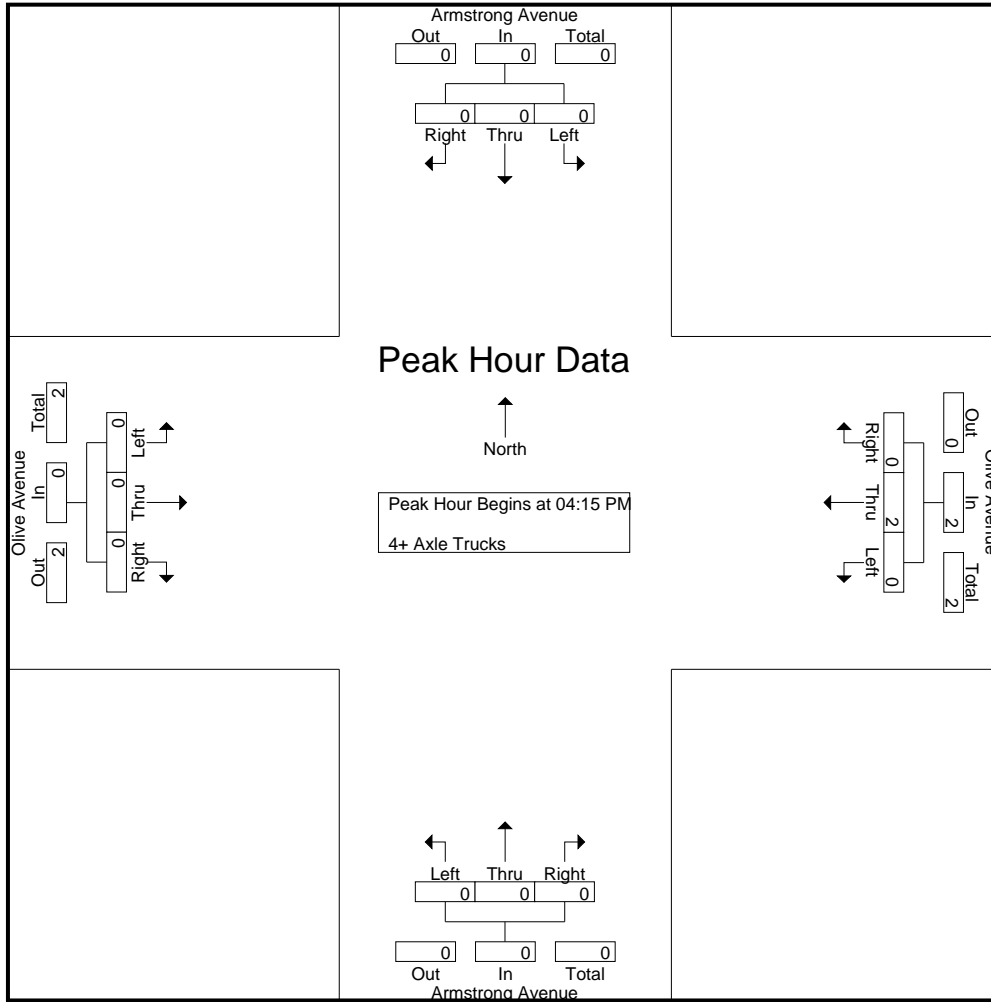 Armstrong Avenue
Out In Total
0 0 0
0 0 0
Right Thru Left
Peak Hour Data
North
Peak Hour Begins at 04:15 PM
4+ Axle Trucks
Olive Avenue
Out In Total
2 0 2
0 0 0
Right Thru Left
Olive Avenue
Out In Total
0 2 2
0 2 0
Right Thru Left
Left Thru Right
0 0 0
0 0 0
Out In Total
Armstrong Avenue